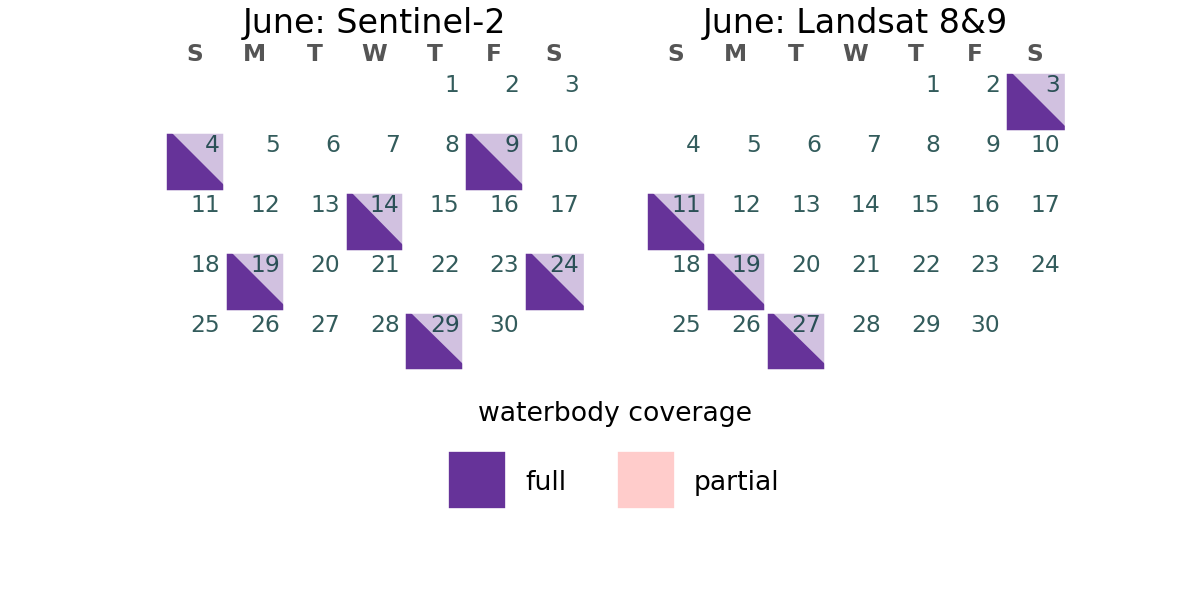 June: Sentinel-2
S M T W T F S
1 2 3
4 5 6 7 8 9 10
11 12 13 14 15 16 17
18 19 20 21 22 23 24
25 26 27 28 29 30
June: Landsat 8&9
S M T W T F S
1 2 3
4 5 6 7 8 9 10
11 12 13 14 15 16 17
18 19 20 21 22 23 24
25 26 27 28 29 30
waterbody coverage
full
partial